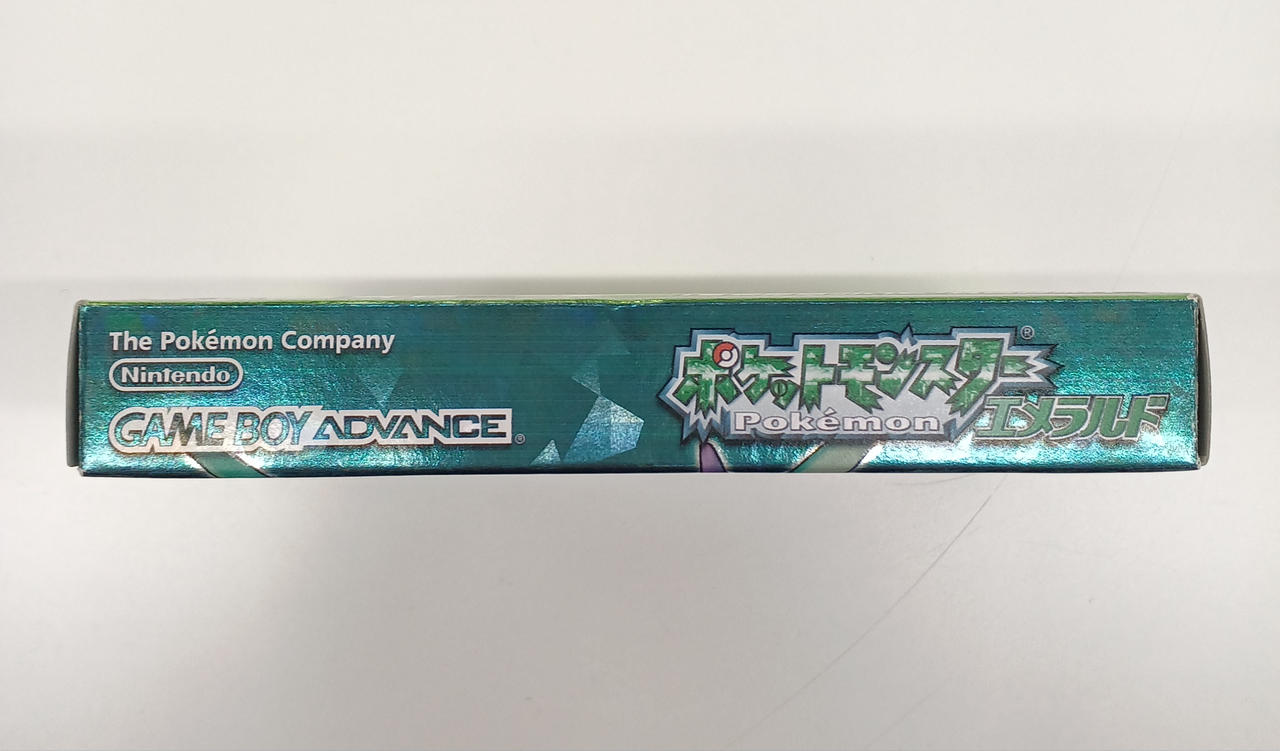 The Pokémon Company
Nintendo
GAME BOY ADVANCE®
ポケットモンスター®
Pokémon
エメラルド